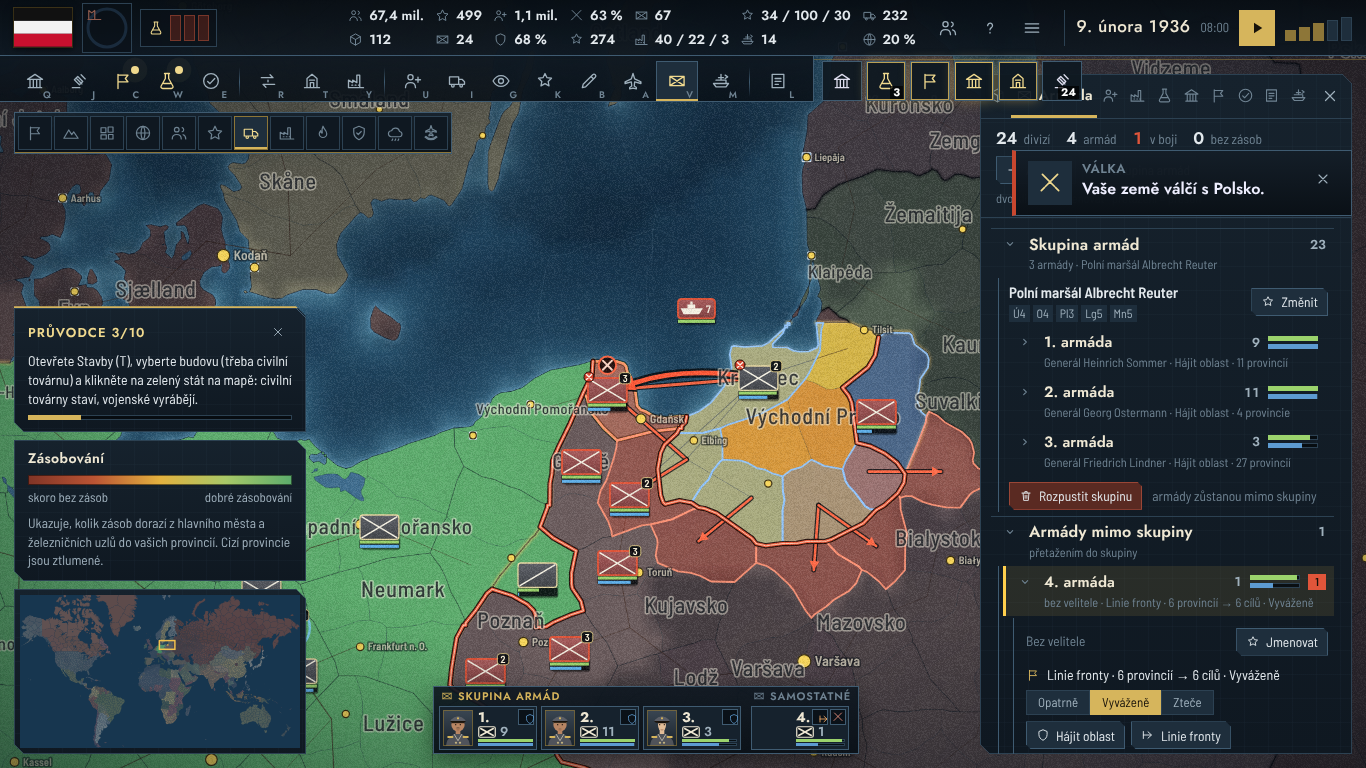 67,4 mil. 499 1,1 mil. 63 % 67 34 / 100 / 30 232
112 24 68 % 274 40 / 22 / 3 14 20 %
? 9. února 1936 08:00
Q J C W E R T Y U I G K B A V M L
3 24
Vidzeme
Kuronsko
Zemg
Liepāja
Skåne
Aarhus
Žemaitija
Kodaň
Sjælland
Klaipėda
7
Tilsit
Kau
Suvalki
Východní Pr
Gdaňsk
Elbing
Bialystok
Toruń
Kujavsko
Mazovsko
Neumark
Poznaň
Frankfurt n. O.
Lodž
Varšava
Varšava
Lužice
Kassel
2
3
2
3
3
2
PRŮVODCE 3/10
Otevřete Stavby (T), vyberte budovu (třeba civilní
továrnu) a klikněte na zelený stát na mapě: civilní
továrny staví, vojenské vyrábějí.
Zásobování
skoro bez zásob dobré zásobování
Ukazuje, kolik zásob dorazí z hlavního města a
železničních uzlů do vašich provincií. Cizí provincie
jsou ztlumené.
SKUPINA ARMÁD SAMOSTATNÉ
1. 9
2. 11
3. 3
4. 1
24 divizí 4 armád 1 v boji 0 bez zásob
VÁLKA
Vaše země válčí s Polsko.
Skupina armád 23
3 armády · Polní maršál Albrecht Reuter
Polní maršál Albrecht Reuter
Změnit
Ú4 O4 Pl3 Lg5 Mn5
1. armáda 9
Generál Heinrich Sommer · Hájit oblast · 11 provincií
2. armáda 11
Generál Georg Ostermann · Hájit oblast · 4 provincie
3. armáda 3
Generál Friedrich Lindner · Hájit oblast · 27 provincií
Rozpustit skupinu armády zůstanou mimo skupiny
Armády mimo skupiny 1
přetažením do skupiny
4. armáda 1 1
bez velitele · Linie fronty · 6 provincií → 6 cílů · Vyvážené
Bez velitele Jmenovat
Linie fronty · 6 provincií → 6 cílů · Vyvážené
Opatrně Vyváženě Zteče
Hájit oblast Linie fronty